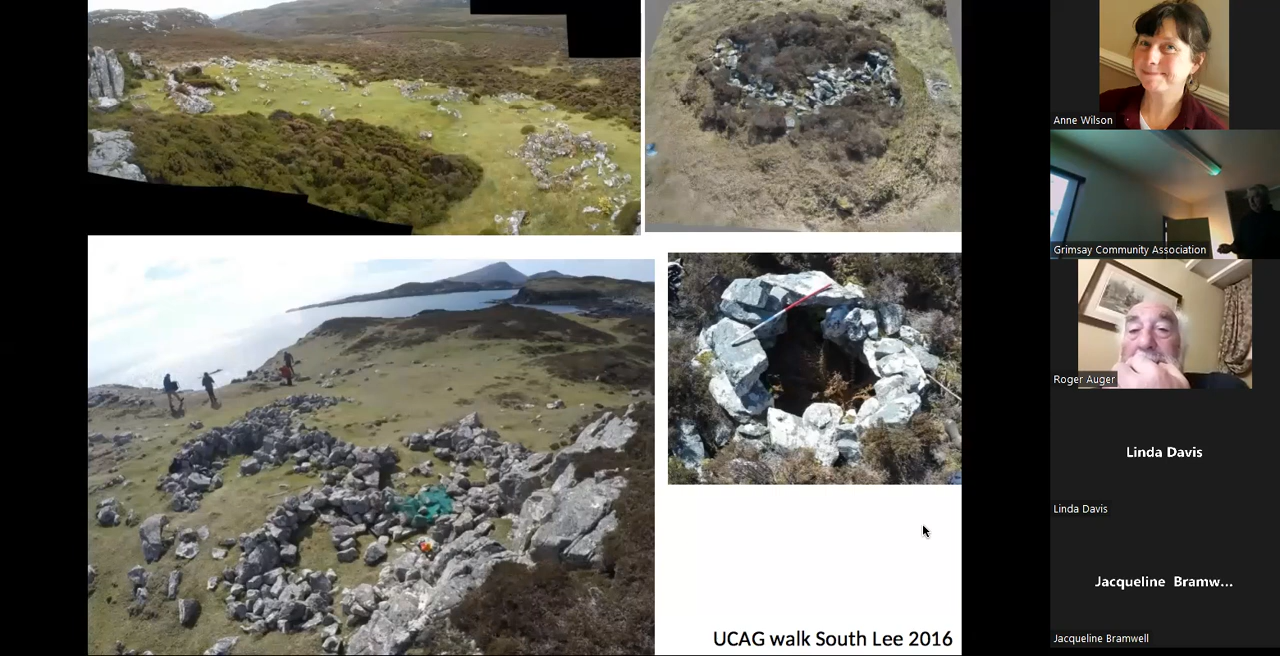 UCAG walk South Lee 2016
Anne Wilson
Grimsay Community Association
Roger Auger
Linda Davis
Linda Davis
Jacqueline Bramw...
Jacqueline Bramwell